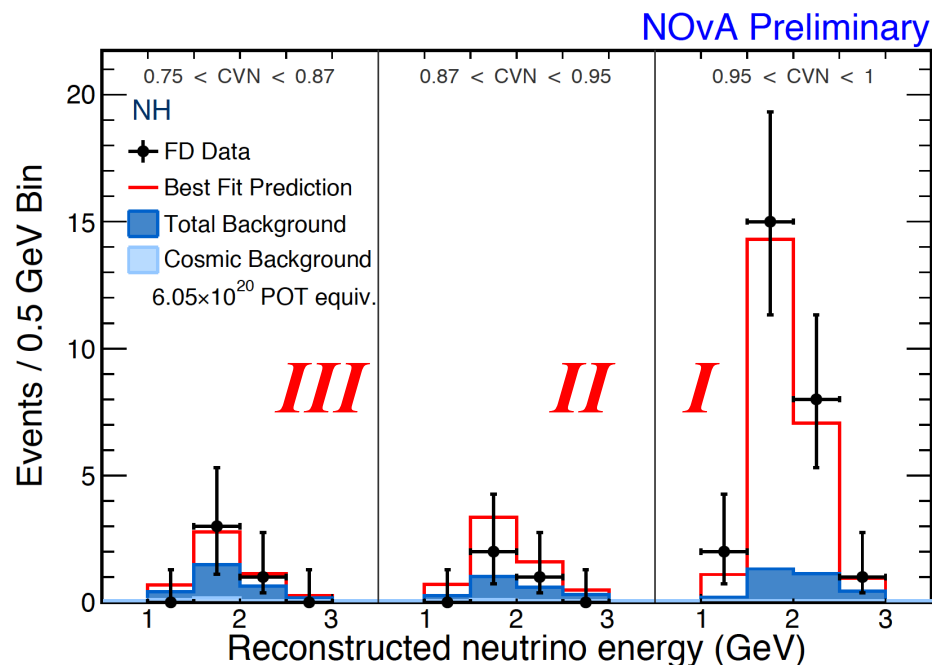 NOvA Preliminary
0.75 < CVN < 0.87
0.87 < CVN < 0.95
0.95 < CVN < 1
NH
FD Data
Best Fit Prediction
Total Background
Cosmic Background
6.05×10²⁰ POT equiv.
III
II
I
Events / 0.5 GeV Bin
20
15
10
5
0
1 2 3 1 2 3 1 2 3
Reconstructed neutrino energy (GeV)